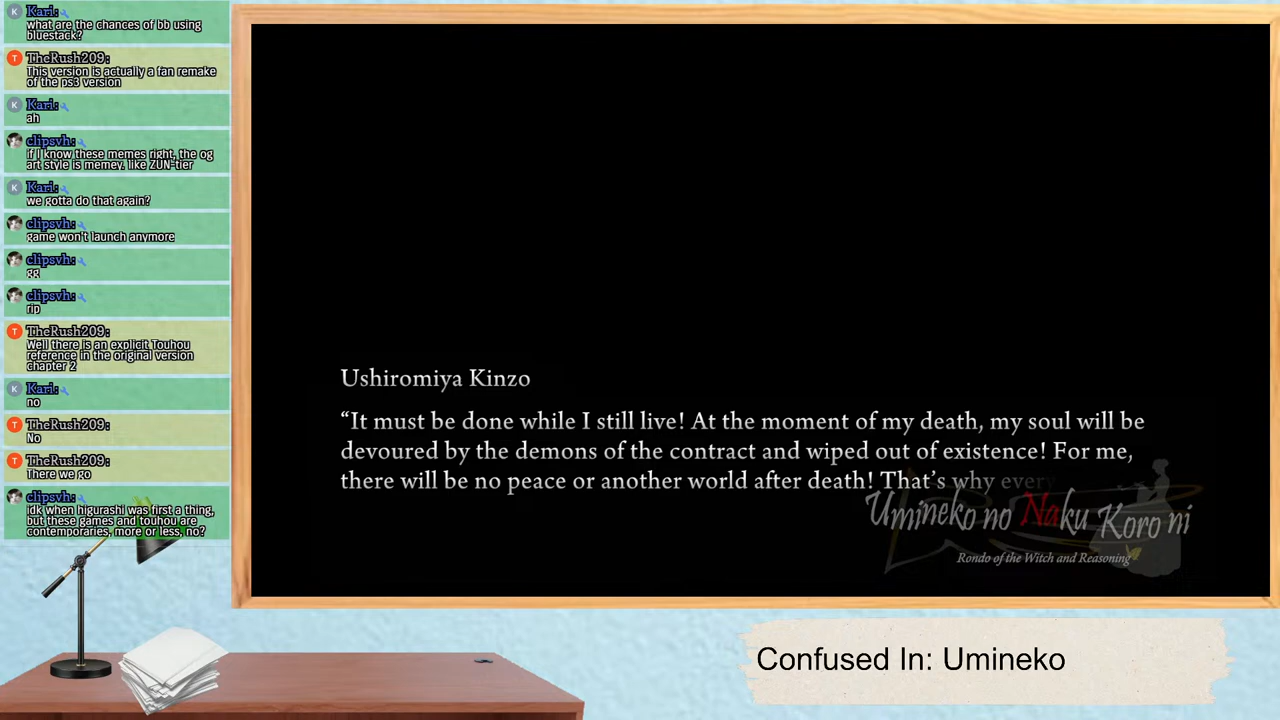 Kari:
what are the chances of bb using
bluestack?
TheRush209:
This version is actually a fan remake
of the ps3 version
Kari:
ah
clipsvh:
if I know these memes right, the og
art style is memey. like ZUN-tier
Kari:
we gotta do that again?
clipsvh:
game won't launch anymore
clipsvh:
gg
clipsvh:
rip
TheRush209:
Well there is an explicit Touhou
reference in the original version
chapter 2
Kari:
no
TheRush209:
No
TheRush209:
There we go
clipsvh:
idk when higurashi was first a thing,
but these games and touhou are
contemporaries, more or less, no?
Ushiromiya Kinzo
“It must be done while I still live! At the moment of my death, my soul will be
devoured by the demons of the contract and wiped out of existence! For me,
there will be no peace or another world after death! That’s why every
Umineko no Naku Koro ni
Rondo of the Witch and Reasoning
Confused In: Umineko